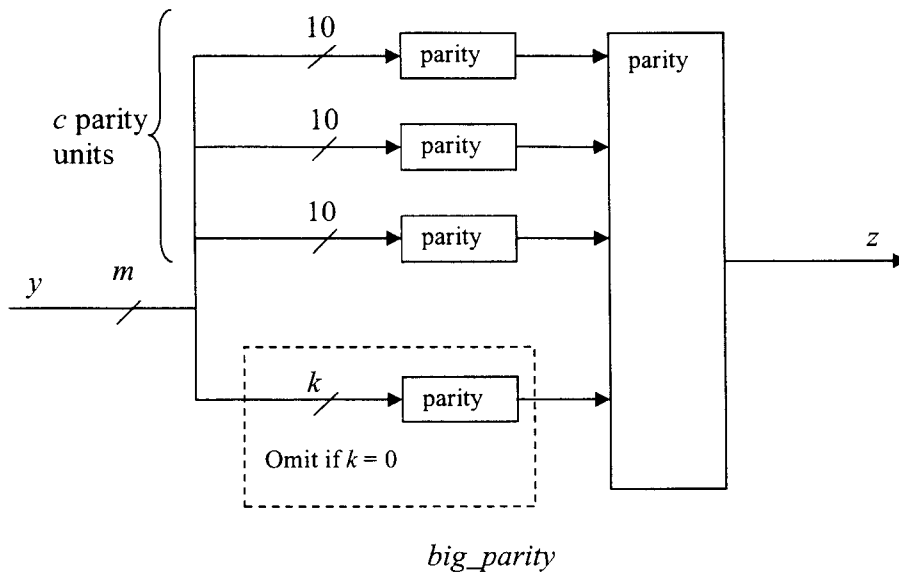 10
parity
parity
c parity
units
10
parity
10
parity
z
y
m
k
parity
Omit if k = 0
big_parity